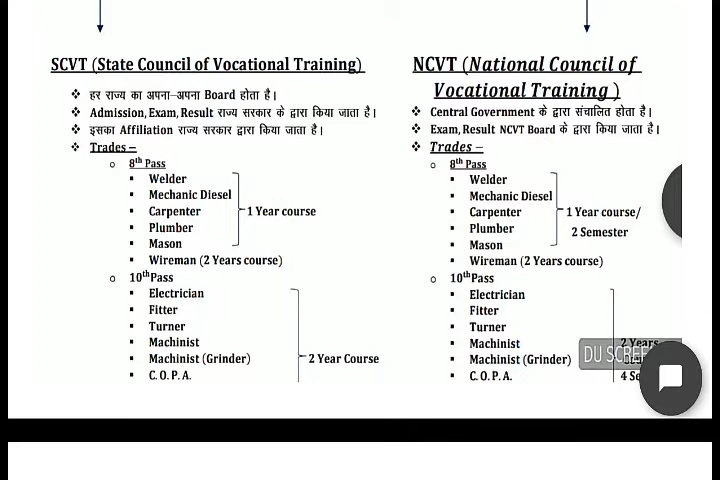 SCVT (State Council of Vocational Training)
❖ हर राज्य का अपना–अपना Board होता है।
❖ Admission, Exam, Result राज्य सरकार के द्वारा किया जाता है।
❖ इसका Affiliation राज्य सरकार द्वारा किया जाता है।
❖ Trades –
o 8th Pass
▪ Welder
▪ Mechanic Diesel
▪ Carpenter
1 Year course
▪ Plumber
▪ Mason
▪ Wireman (2 Years course)
o 10th Pass
▪ Electrician
▪ Fitter
▪ Turner
▪ Machinist
▪ Machinist (Grinder)
2 Year Course
▪ C. O. P. A.
NCVT (National Council of
Vocational Training )
❖ Central Government के द्वारा संचालित होता है।
❖ Exam, Result NCVT Board के द्वारा किया जाता है।
❖ Trades –
o 8th Pass
▪ Welder
▪ Mechanic Diesel
▪ Carpenter
1 Year course/
▪ Plumber
2 Semester
▪ Mason
▪ Wireman (2 Years course)
o 10th Pass
▪ Electrician
▪ Fitter
▪ Turner
▪ Machinist
2 Years
▪ Machinist (Grinder)
▪ C. O. P. A.
4
DU